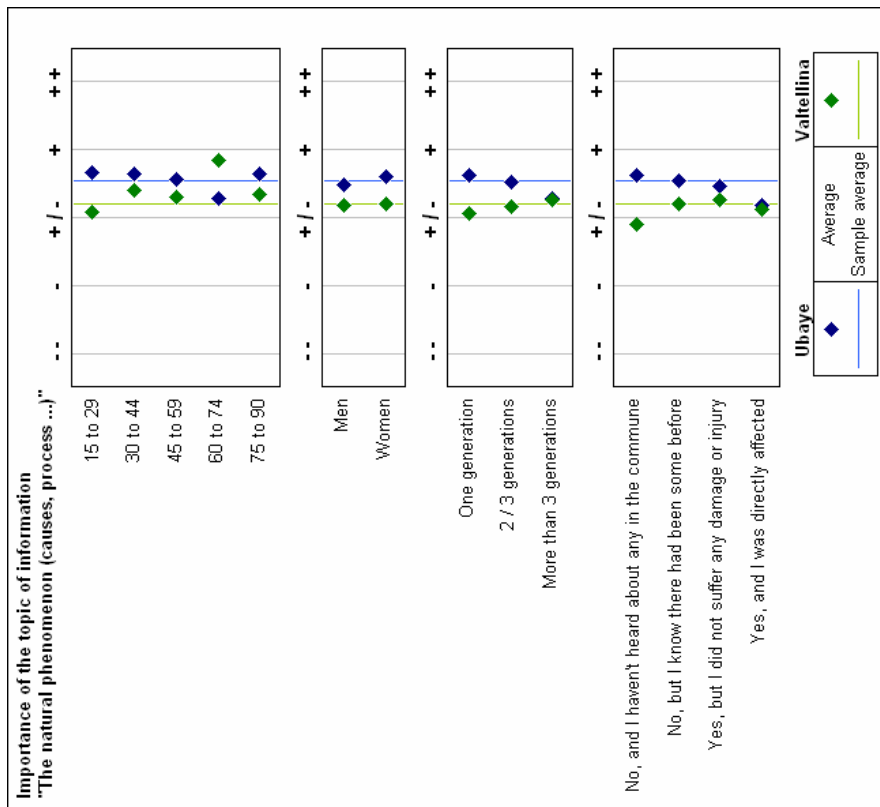 Importance of the topic of information
"The natural phenomenon (causes, process ...)"
-- - +/- + ++
15 to 29
30 to 44
45 to 59
60 to 74
75 to 90
-- - +/- + ++
Men
Women
-- - +/- + ++
One generation
2 / 3 generations
More than 3 generations
-- - +/- + ++
No, and I haven't heard about any in the commune
No, but I know there had been some before
Yes, but I did not suffer any damage or injury
Yes, and I was directly affected
Ubaye Valtellina
Average
Sample average